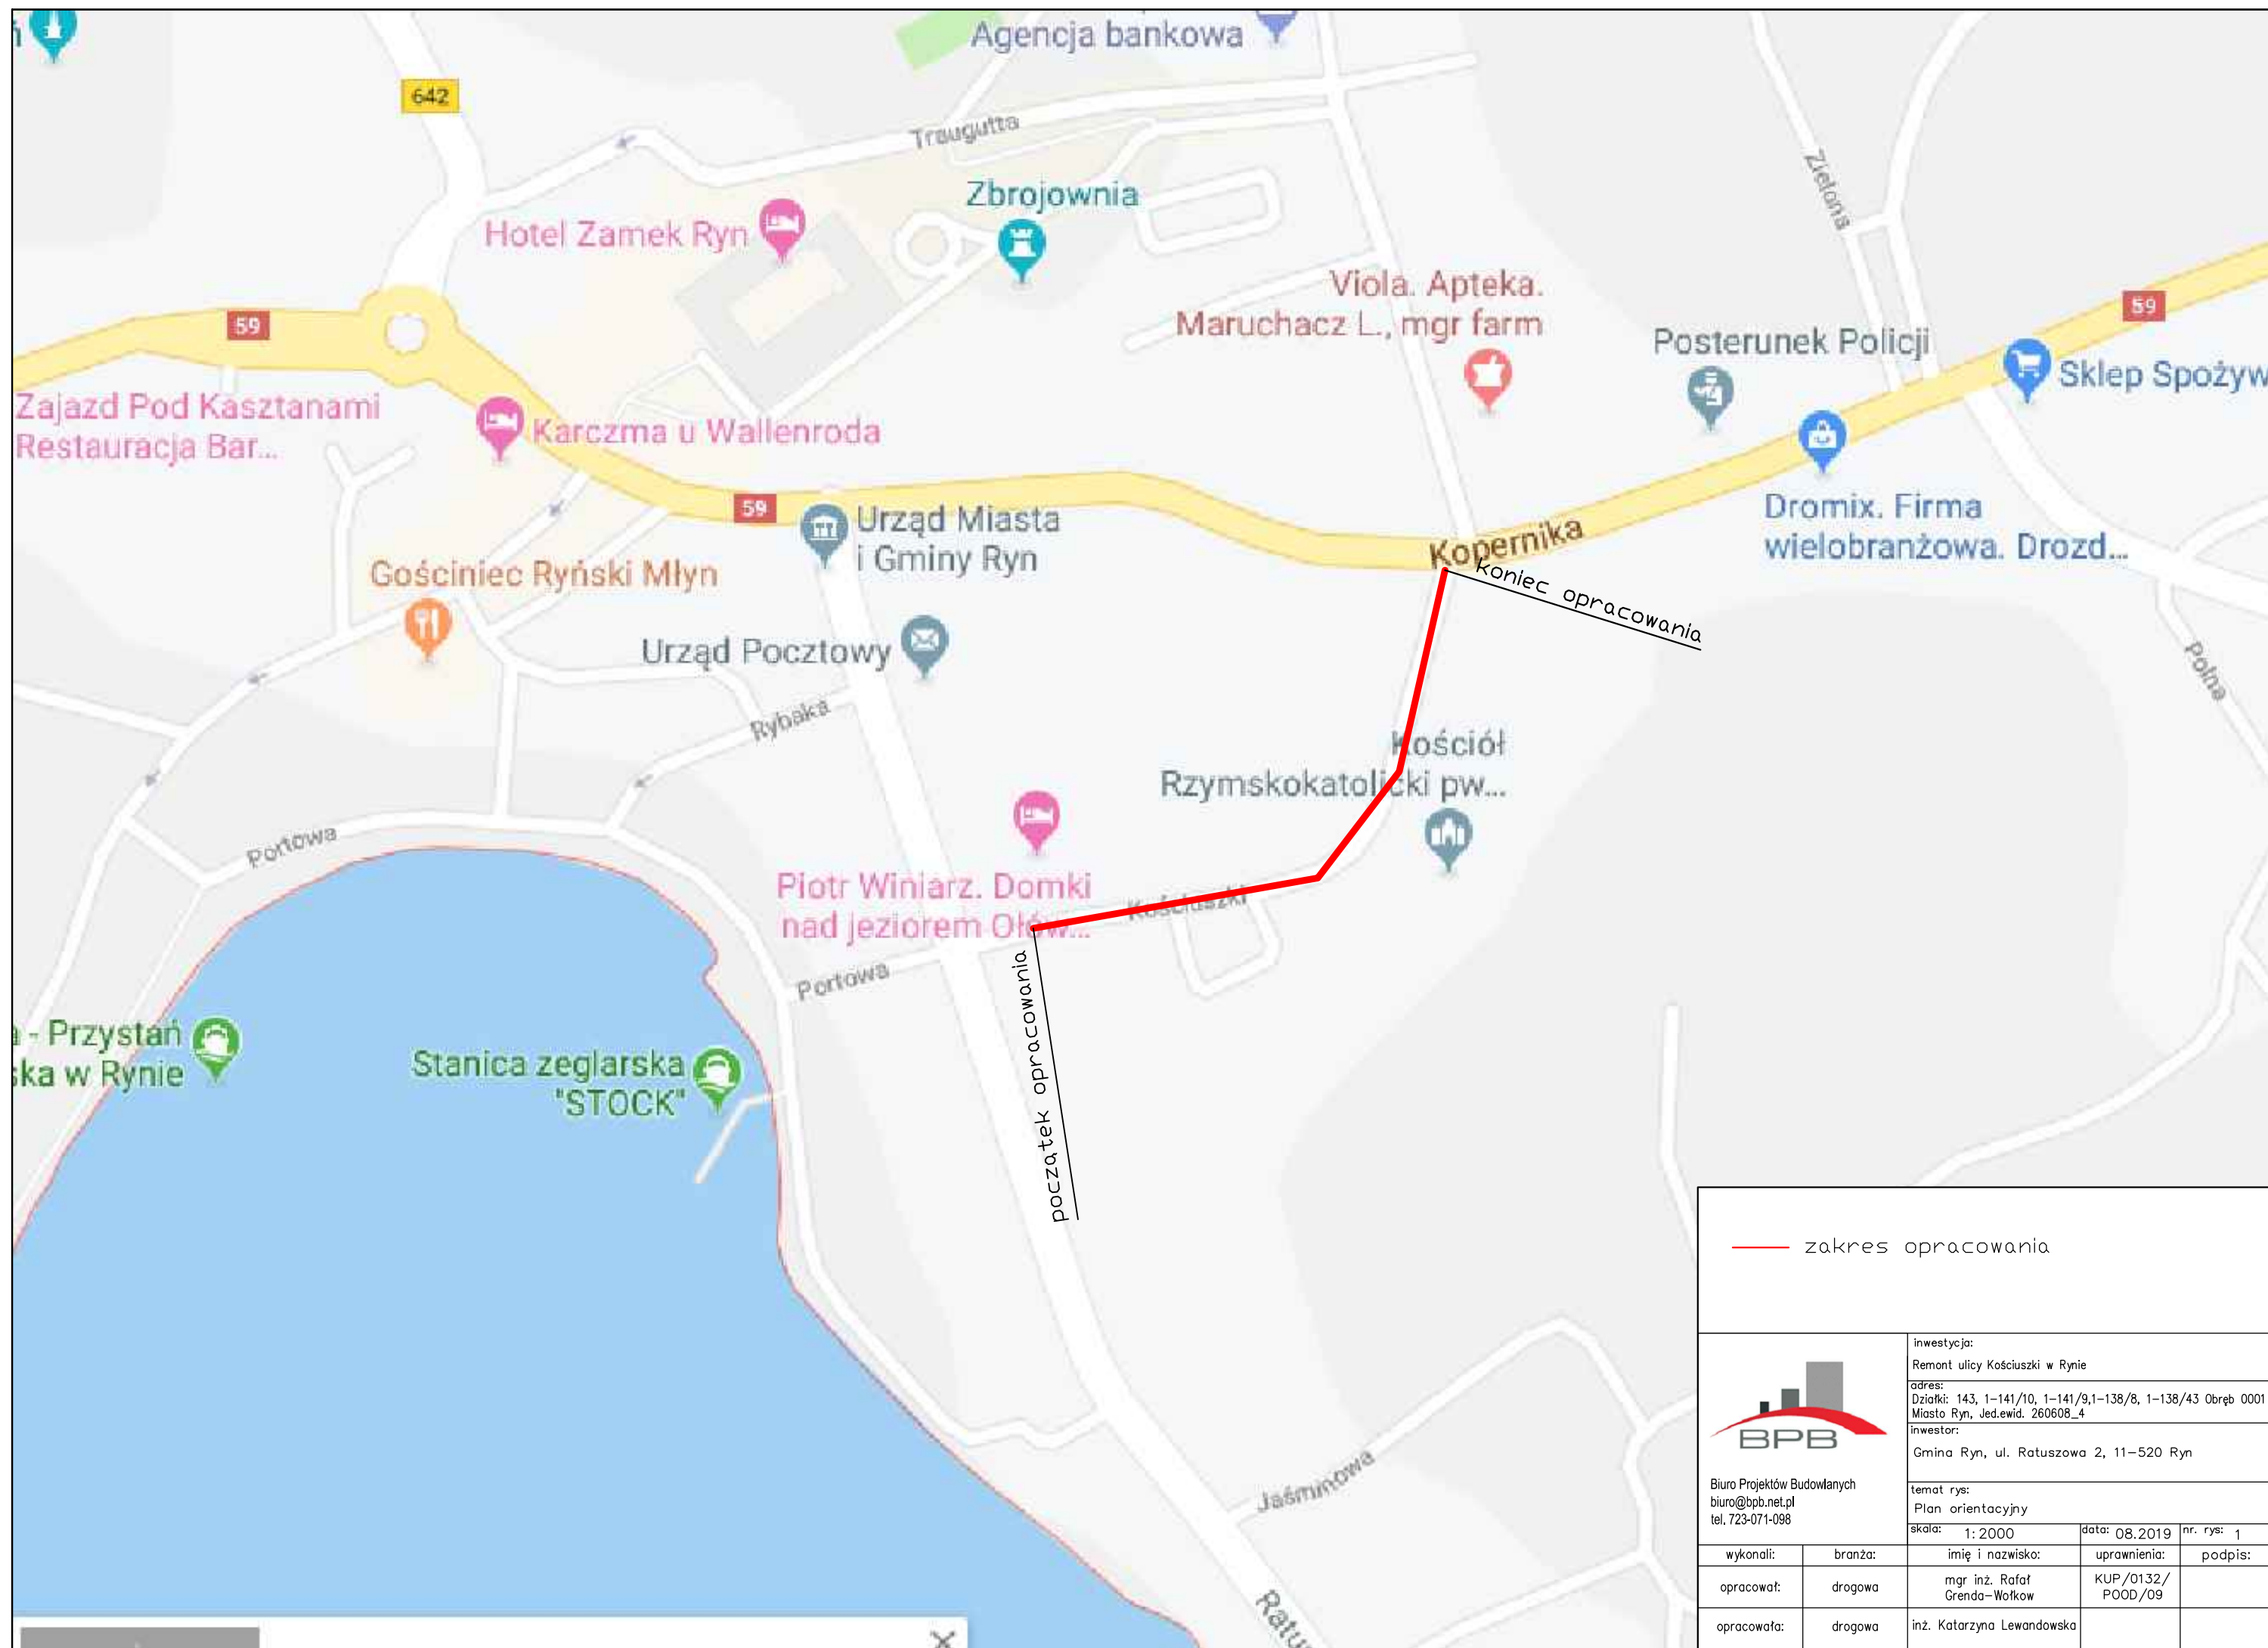 Agencja bankowa
642
Traugutta
Zbrojownia
Hotel Zamek Ryn
Zielona
Viola. Apteka.
Maruchacz L., mgr farm
59
59
Posterunek Policji
Sklep Spożyw
Zajazd Pod Kasztanami
Restauracja Bar...
Karczma u Wallenroda
59
Urząd Miasta
i Gminy Ryn
Dromix. Firma
wielobranżowa. Drozd...
Kopernika
koniec opracowania
Gościniec Ryński Młyn
Urząd Pocztowy
Polna
Rybaka
Kościół
Rzymskokatolicki pw...
Portowa
Piotr Winiarz. Domki
nad jeziorem Ołów...
Kościuszki
Portowa
początek opracowania
- Przystań
ska w Rynie
Stanica zeglarska
"STOCK"
Jaśminowa
Ratu
zakres opracowania
BPB
Biuro Projektów Budowlanych
biuro@bpb.net.pl
tel. 723-071-098
inwestycja:
Remont ulicy Kościuszki w Rynie
adres:
Działki: 143, 1-141/10, 1-141/9,1-138/8, 1-138/43 Obręb 0001
Miasto Ryn, Jed.ewid. 260608_4
inwestor:
Gmina Ryn, ul. Ratuszowa 2, 11-520 Ryn
temat rys:
Plan orientacyjny
skala: 1:2000 data: 08.2019 nr. rys: 1
wykonali: branża: imię i nazwisko: uprawnienia: podpis:
opracował: drogowa mgr inż. Rafał Grenda-Wołkow KUP/0132/POOD/09
opracowała: drogowa inż. Katarzyna Lewandowska